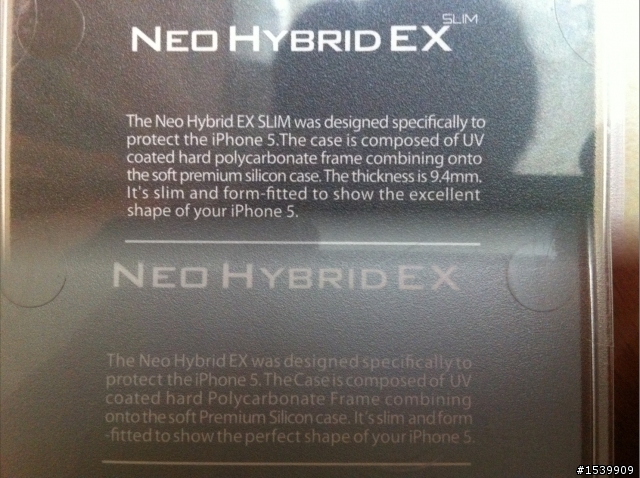 NEO HYBRID EX SLIM
The Neo Hybrid EX SLIM was designed specifically to
protect the iPhone 5.The case is composed of UV
coated hard polycarbonate frame combining onto
the soft premium silicon case. The thickness is 9.4mm.
It's slim and form-fitted to show the excellent
shape of your iPhone 5.
NEO HYBRID EX
The Neo Hybrid EX was designed specifically to
protect the iPhone 5. The Case is composed of UV
coated hard Polycarbonate Frame combining
onto the soft Premium Silicon case. It's slim and form
-fitted to show the perfect shape of your iPhone 5.
#1539909